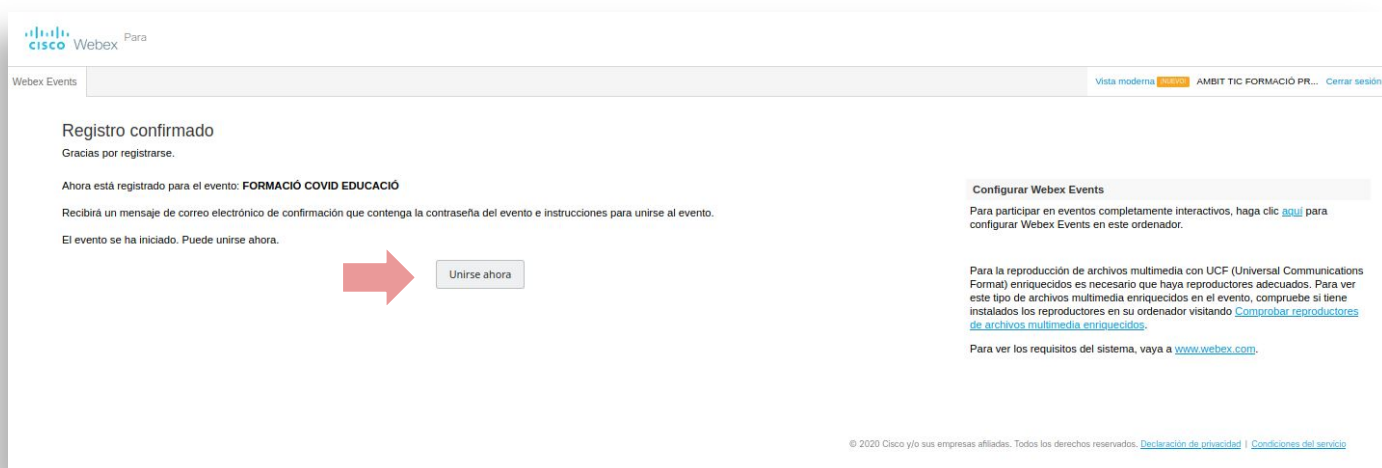 CISCO Webex Para
Webex Events
Vista moderna ¡NUEVO! AMBIT TIC FORMACIÓ PR... Cerrar sesión
Registro confirmado
Gracias por registrarse.
Ahora está registrado para el evento: FORMACIÓ COVID EDUCACIÓ
Recibirá un mensaje de correo electrónico de confirmación que contenga la contraseña del evento e instrucciones para unirse al evento.
El evento se ha iniciado. Puede unirse ahora.
Unirse ahora
Configurar Webex Events
Para participar en eventos completamente interactivos, haga clic aquí para
configurar Webex Events en este ordenador.
Para la reproducción de archivos multimedia con UCF (Universal Communications
Format) enriquecidos es necesario que haya reproductores adecuados. Para ver
este tipo de archivos multimedia enriquecidos en el evento, compruebe si tiene
instalados los reproductores en su ordenador visitando Comprobar reproductores
de archivos multimedia enriquecidos.
Para ver los requisitos del sistema, vaya a www.webex.com.
© 2020 Cisco y/o sus empresas afiliadas. Todos los derechos reservados. Declaración de privacidad | Condiciones del servicio